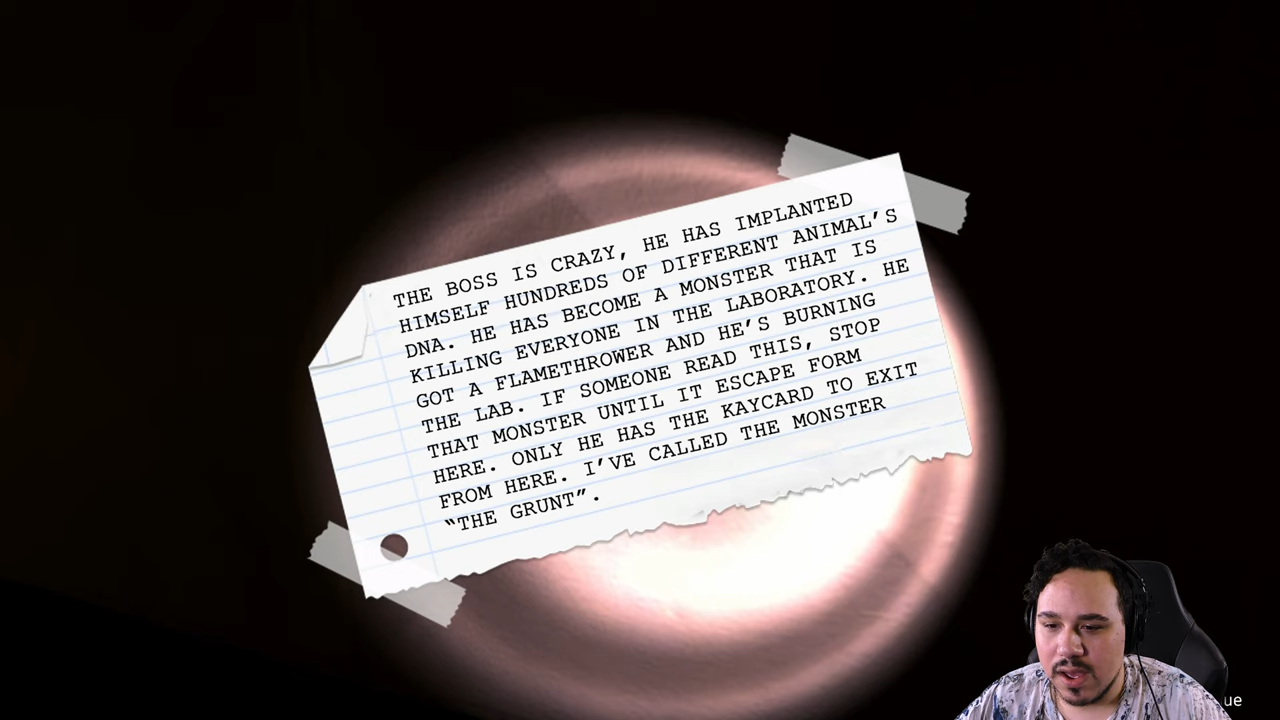 THE BOSS IS CRAZY, HE HAS IMPLANTED
HIMSELF HUNDREDS OF DIFFERENT ANIMAL’S
DNA. HE HAS BECOME A MONSTER THAT IS
KILLING EVERYONE IN THE LABORATORY. HE
GOT A FLAMETHROWER AND HE’S BURNING
THE LAB. IF SOMEONE READ THIS, STOP
THAT MONSTER UNTIL IT ESCAPE FORM
HERE. ONLY HE HAS THE KAYCARD TO EXIT
FROM HERE. I’VE CALLED THE MONSTER
“THE GRUNT”.
ue